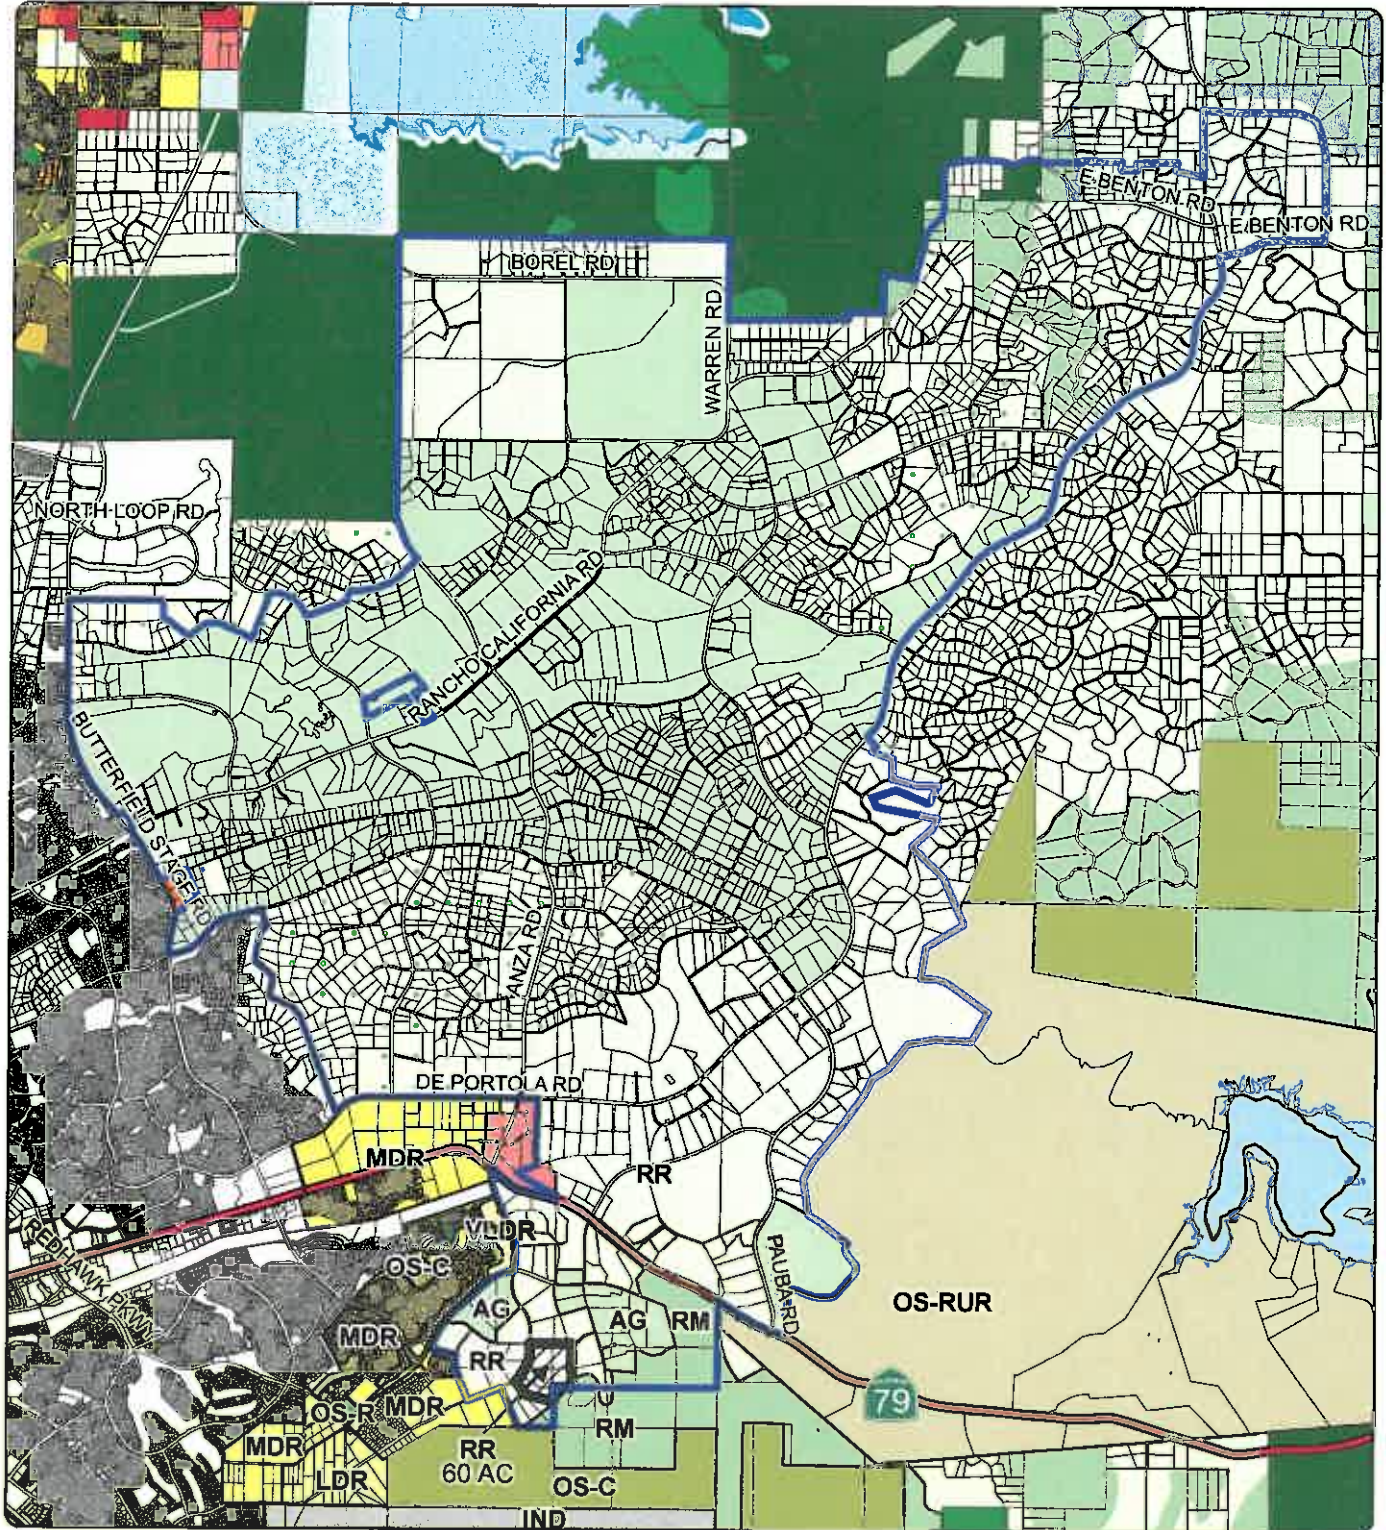 E BENTON RD
E BENTON RD
BOREL RD
WARREN RD
NORTH LOOP RD
RANCHO CALIFORNIA RD
BUTTERFIELD STAGE RD
ANZA RD
DE PORTOLA RD
MDR
RR
VLDR
OS-C
REDHAWK PKWY
PAUBA RD
OS-RUR
AG
AG
RM
MDR
RR
79
OS-R
MDR
RM
MDR
RR
60 AC
LDR
OS-C
IND